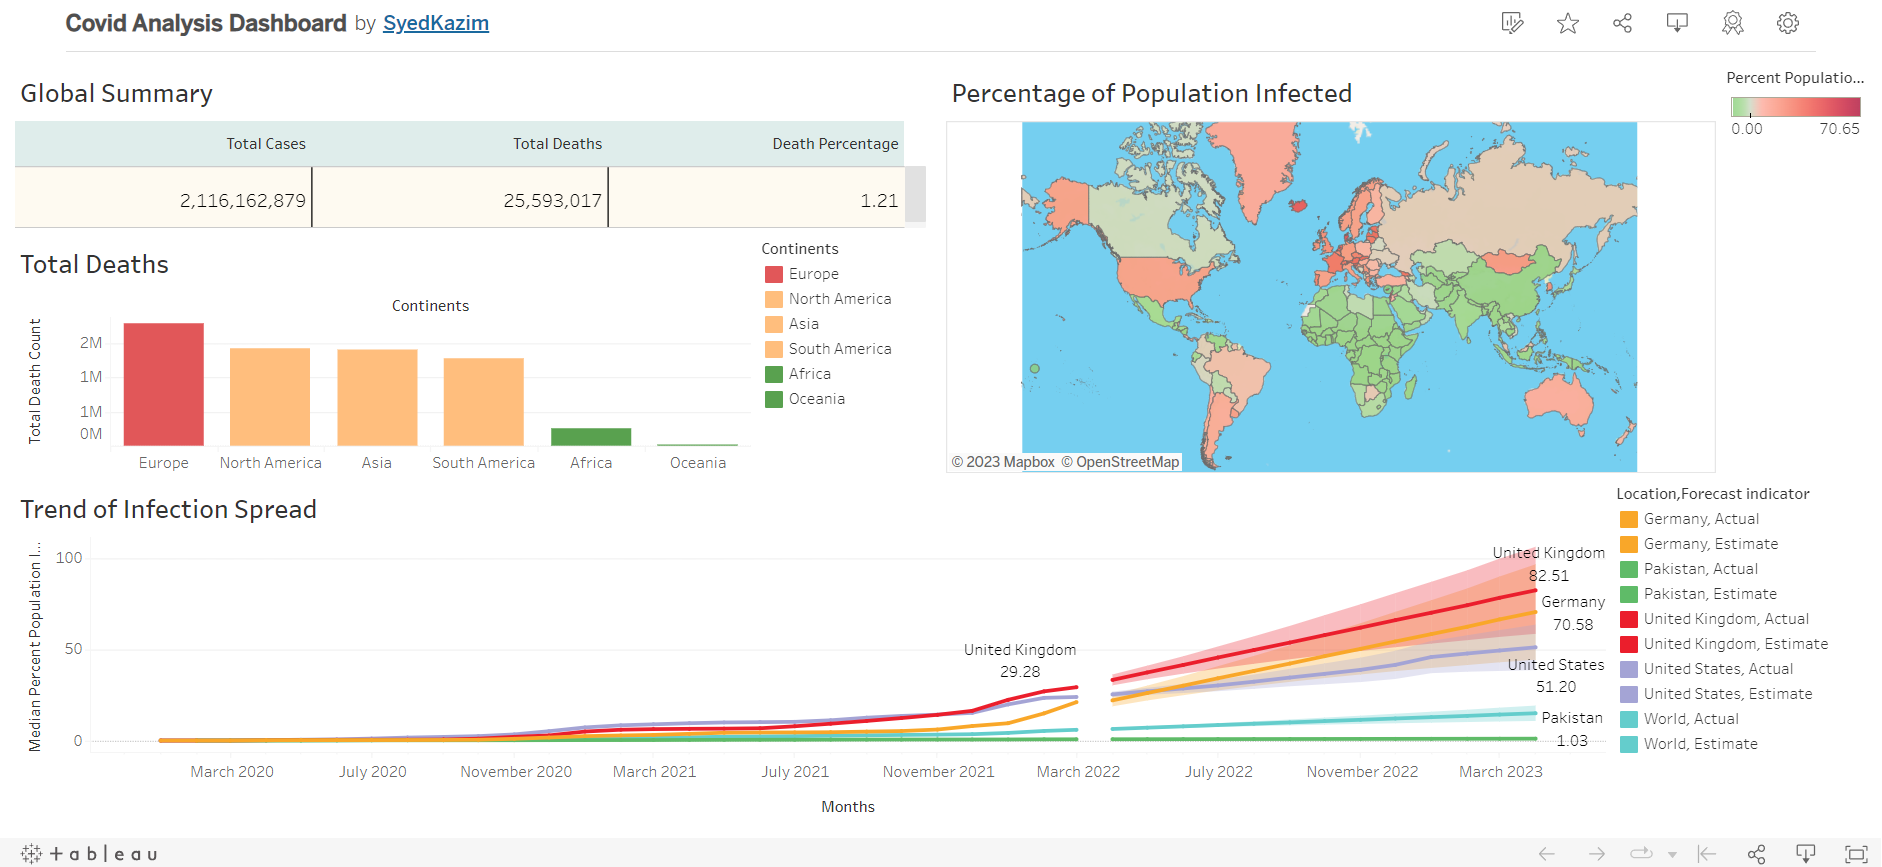 Covid Analysis Dashboard by SyedKazim
Global Summary
Total Cases Total Deaths Death Percentage
2,116,162,879 25,593,017 1.21
Total Deaths
Continents
Total Death Count
2M
1M
1M
0M
Europe North America Asia South America Africa Oceania
Continents
Europe
North America
Asia
South America
Africa
Oceania
Percentage of Population Infected
© 2023 Mapbox © OpenStreetMap
Percent Populatio...
0.00 70.65
Trend of Infection Spread
Median Percent Population I...
100
50
0
United Kingdom
29.28
United Kingdom
82.51
Germany
70.58
United States
51.20
Pakistan
1.03
March 2020 July 2020 November 2020 March 2021 July 2021 November 2021 March 2022 July 2022 November 2022 March 2023
Months
Location,Forecast indicator
Germany, Actual
Germany, Estimate
Pakistan, Actual
Pakistan, Estimate
United Kingdom, Actual
United Kingdom, Estimate
United States, Actual
United States, Estimate
World, Actual
World, Estimate
+ableau